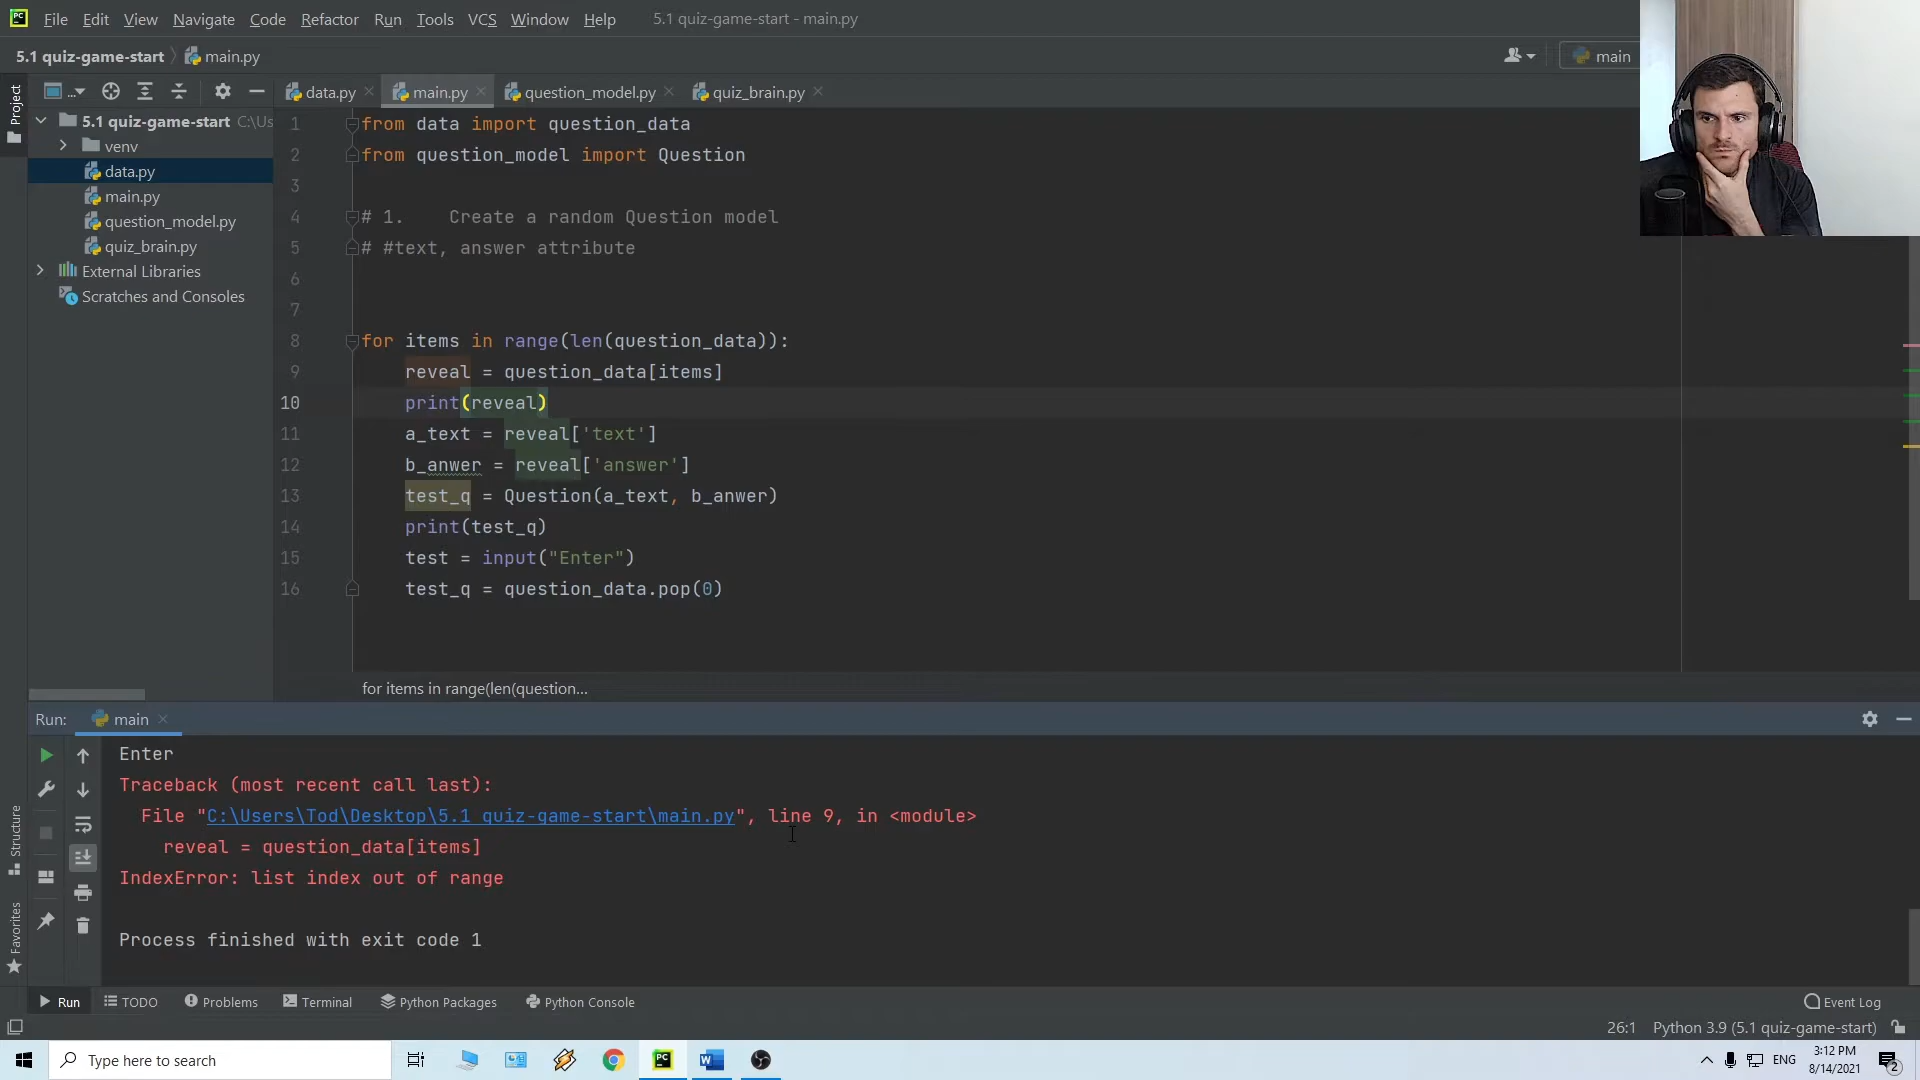 PC File Edit View Navigate Code Refactor Run Tools VCS Window Help 5.1 quiz-game-start - main.py
5.1 quiz-game-start main.py main
Project ... data.py main.py question_model.py quiz_brain.py
5.1 quiz-game-start C:\Us
venv
data.py
main.py
question_model.py
quiz_brain.py
External Libraries
Scratches and Consoles
1 from data import question_data
2 from question_model import Question
3
4 # 1. Create a random Question model
5 # #text, answer attribute
6
7
8 for items in range(len(question_data)):
9 reveal = question_data[items]
10 print(reveal)
11 a_text = reveal['text']
12 b_anwer = reveal['answer']
13 test_q = Question(a_text, b_anwer)
14 print(test_q)
15 test = input("Enter")
16 test_q = question_data.pop(0)
for items in range(len(question...
Run: main
Enter
Traceback (most recent call last):
File "C:\Users\Tod\Desktop\5.1 quiz-game-start\main.py", line 9, in <module>
reveal = question_data[items]
IndexError: list index out of range
Process finished with exit code 1
Structure
Favorites
Run TODO Problems Terminal Python Packages Python Console Event Log
26:1 Python 3.9 (5.1 quiz-game-start)
Type here to search PC W ENG 3:12 PM
8/14/2021 2